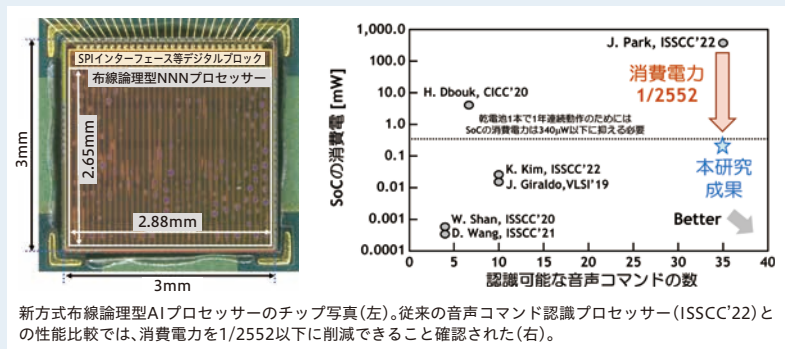 SPIインターフェース等デジタルブロック
布線論理型NNNプロセッサー
3mm
2.65mm
2.88mm
3mm
SoCの消費電 [mW]
1,000.0
100.0
10.0
1.0
0.1
0.01
0.001
0.0001
0
5
10
15
20
25
30
35
40
認識可能な音声コマンドの数
J. Park, ISSCC'22
消費電力
1/2552
H. Dbouk, CICC'20
乾電池1本で1年連続動作のためには
SoCの消費電力は340μW以下に抑える必要
本研究
成果
K. Kim, ISSCC'22
J. Giraldo,VLSI'19
Better
W. Shan, ISSCC'20
D. Wang, ISSCC'21
新方式布線論理型AIプロセッサーのチップ写真(左)。従来の音声コマンド認識プロセッサー(ISSCC'22)と
の性能比較では、消費電力を1/2552以下に削減できること確認された(右)。